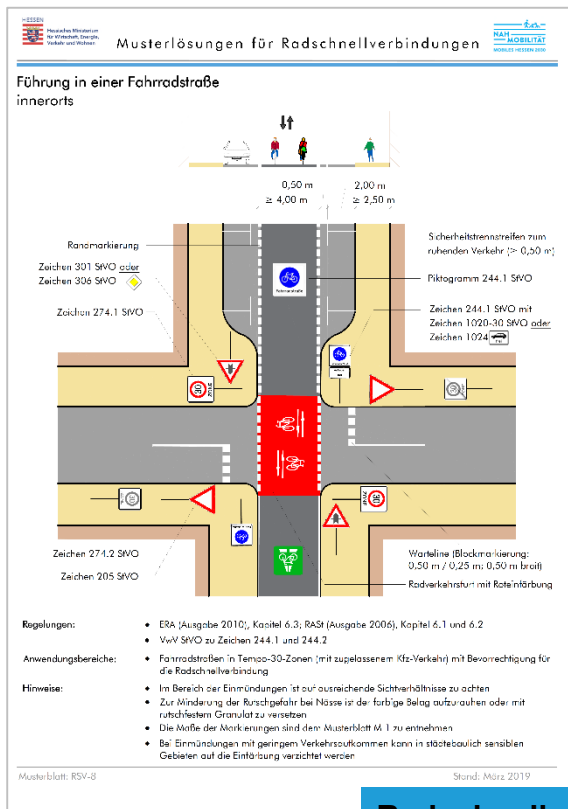 HESSEN
Hessisches Ministerium
für Wirtschaft, Energie,
Verkehr und Wohnen
Musterlösungen für Radschnellverbindungen
NAH
MOBILITÄT
MOBILES HESSEN 2020
Führung in einer Fahrradstraße
innerorts
0,50 m
2,00 m
≥ 4,00 m
≥ 2,50 m
Randmarkierung
Sicherheitstrennstreifen zum
ruhenden Verkehr (> 0,50 m)
Zeichen 301 StVO oder
Zeichen 306 StVO
Piktogramm 244.1 StVO
Fahrradstraße
Zeichen 274.1 StVO
Zeichen 244.1 StVO mit
Zeichen 1020-30 StVO oder
Zeichen 1024
30
ZONE
30
ZONE
Zeichen 274.2 StVO
Zeichen 205 StVO
Warteline (Blockmarkierung:
0,50 m / 0,25 m; 0,50 m breit)
Radverkehrsfurt mit Roteinfärbung
Regelungen:
• ERA (Ausgabe 2010), Kapitel 6.3; RASt (Ausgabe 2006), Kapitel 6.1 und 6.2
• VwV StVO zu Zeichen 244.1 und 244.2
Anwendungsbereiche:
• Fahrradstraßen in Tempo-30-Zonen (mit zugelassenem Kfz-Verkehr) mit Bevorrechtigung für
die Radschnellverbindung
Hinweise:
• Im Bereich der Einmündungen ist auf ausreichende Sichtverhältnisse zu achten
• Zur Minderung der Rutschgefahr bei Nässe ist der farbige Belag aufzurauhen oder mit
rutschfestem Granulat zu versetzen
• Die Maße der Markierungen sind dem Musterblatt M-1 zu entnehmen
• Bei Einmündungen mit geringem Verkehrsaufkommen kann in städtebaulich sensiblen
Gebieten auf die Einfärbung verzichtet werden
Musterblatt: RSV-8
Stand: März 2019